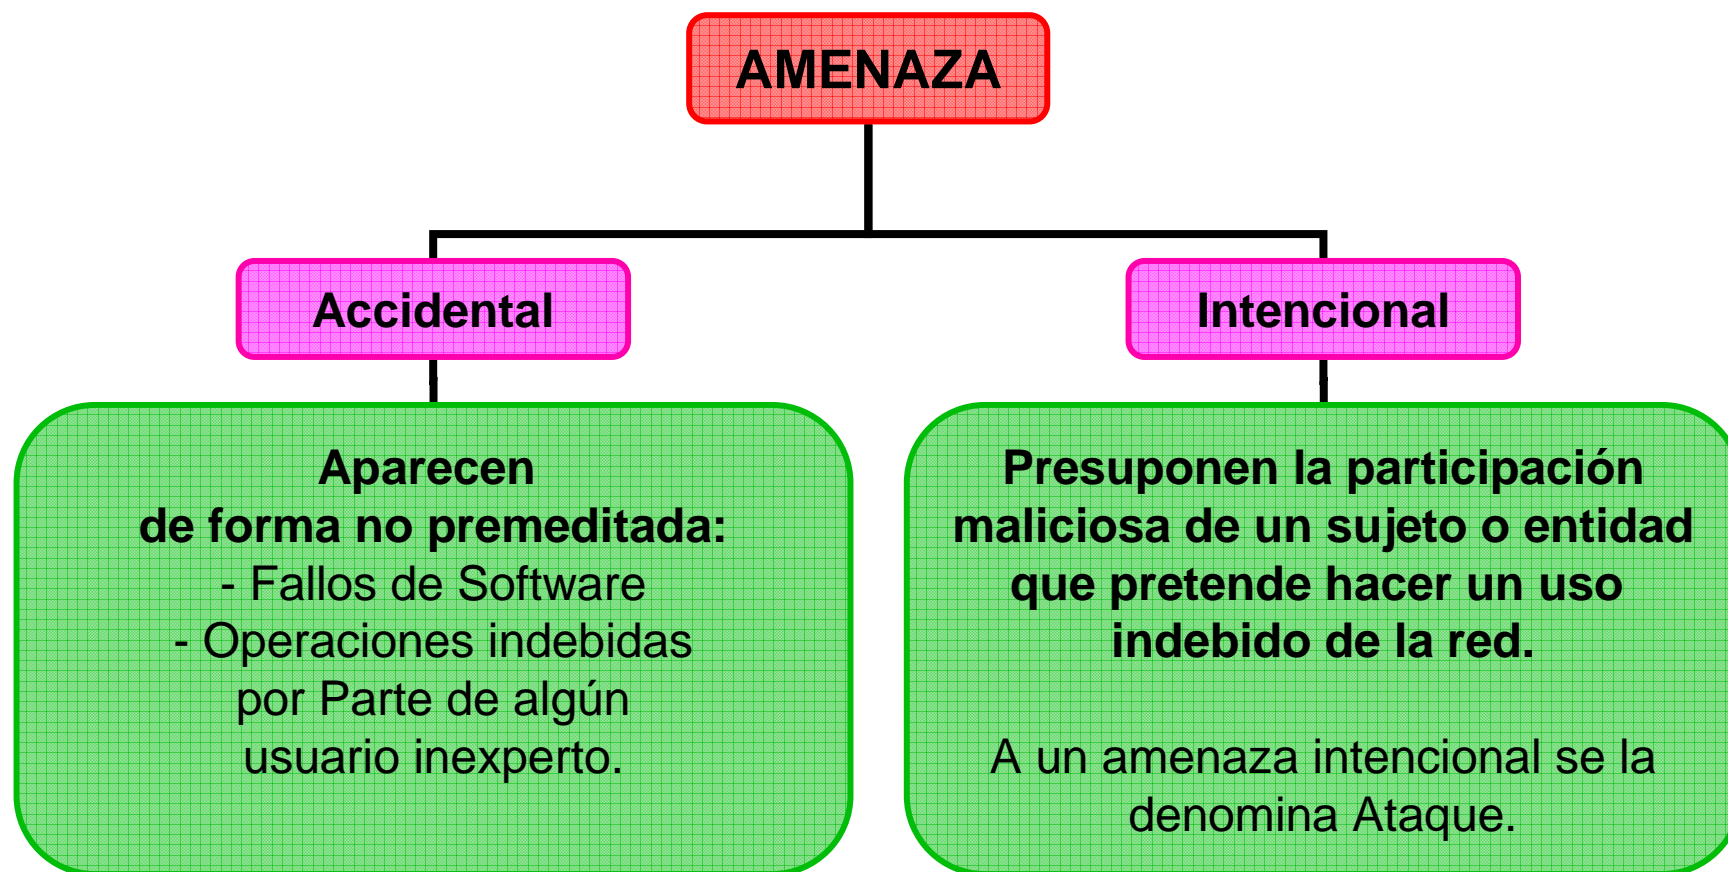 AMENAZA
Accidental
Intencional
Aparecen
de forma no premeditada:
- Fallos de Software
- Operaciones indebidas
por Parte de algún
usuario inexperto.
Presuponen la participación
maliciosa de un sujeto o entidad
que pretende hacer un uso
indebido de la red.
A un amenaza intencional se la
denomina Ataque.